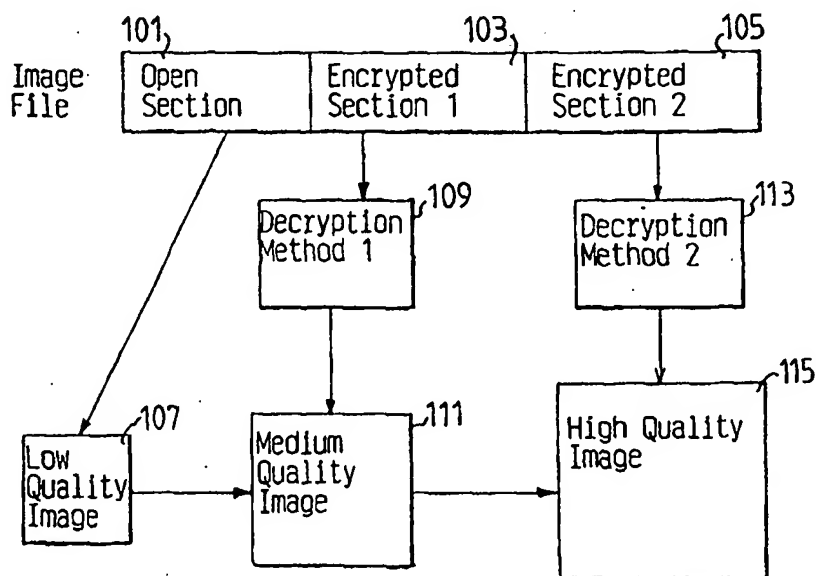 101
103
105
Image
File
Open
Section
Encrypted
Section 1
Encrypted
Section 2
109
Decryption
Method 1
113
Decryption
Method 2
107
Low
Quality
Image
111
Medium
Quality
Image
115
High Quality
Image